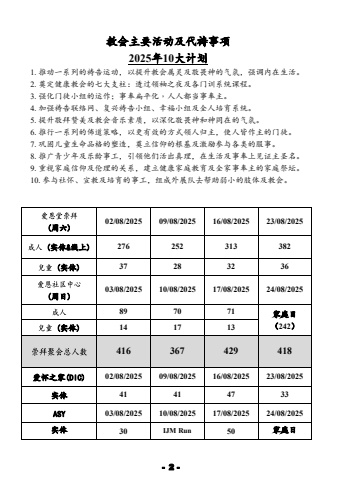 教会主要活动及代祷事项
2025年10大计划
1. 推动一系列的祷告运动，以提升教会属灵及敬畏神的气氛，强调内在生活。
2. 奠定健康教会的七大支柱：透过领袖之夜及各门训系统课程。
3. 强化门徒小组的运作：事奉扁平化，人人都当事奉主。
4. 加强祷告联络网、复兴祷告小组、幸福小组及全人培育系统。
5. 提升敬拜赞美及教会音乐素质，以深化敬畏神和神同在的气氛。
6. 推行一系列的佈道策略，以更有效的方式领人归主，使人皆作主的门徒。
7. 巩固儿童生命品格的塑造，奠立信仰的根基及激励参与各类的服事。
8. 推广青少年及乐龄事工，引领他们活出真理，在生活及事奉上见证主圣名。
9. 重视家庭信仰及伦理的关系，建立健康家庭教育及全家事奉主的家庭祭坛。
10. 参与社怀、宣教及培育的事工，组成外展队去帮助弱小的肢体及教会。
爱恩堂崇拜
(周六) 02/08/2025 09/08/2025 16/08/2025 23/08/2025
成人 (实体&线上) 276 252 313 382
儿童 (实体) 37 28 32 36
爱恩社区中心
(周日) 03/08/2025 10/08/2025 17/08/2025 24/08/2025
成人 89 70 71 家庭日
儿童 (实体) 14 17 13 (242)
崇拜聚会总人数 416 367 429 418
爱怀之家(DIC) 02/08/2025 09/08/2025 16/08/2025 23/08/2025
实体 41 41 47 33
ASY 03/08/2025 10/08/2025 17/08/2025 24/08/2025
实体 30 IJM Run 50 家庭日
- 2 -